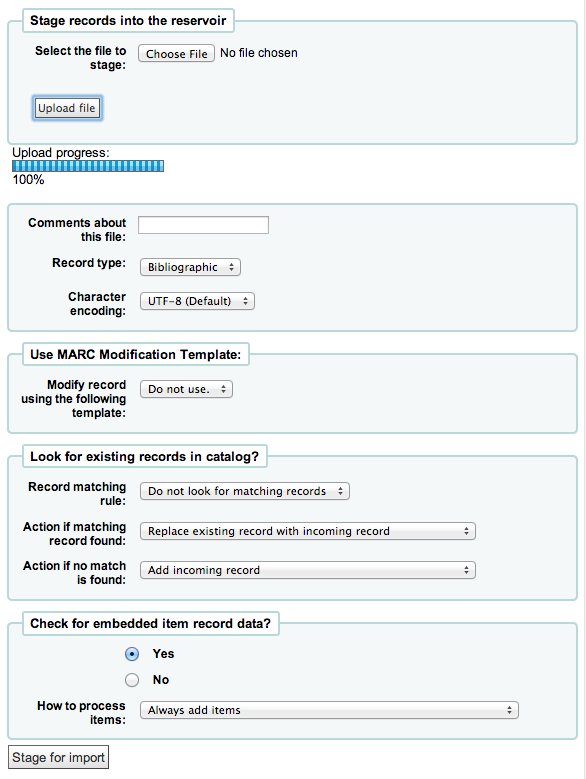 Stage records into the reservoir
Select the file to
stage:
Choose File No file chosen
Upload file
Upload progress:
100%
Comments about
this file:
Record type:
Bibliographic
Character
encoding:
UTF-8 (Default)
Use MARC Modification Template:
Modify record
using the following
template:
Do not use.
Look for existing records in catalog?
Record matching
rule:
Do not look for matching records
Action if matching
record found:
Replace existing record with incoming record
Action if no match
is found:
Add incoming record
Check for embedded item record data?
Yes
No
How to process
items:
Always add items
Stage for import